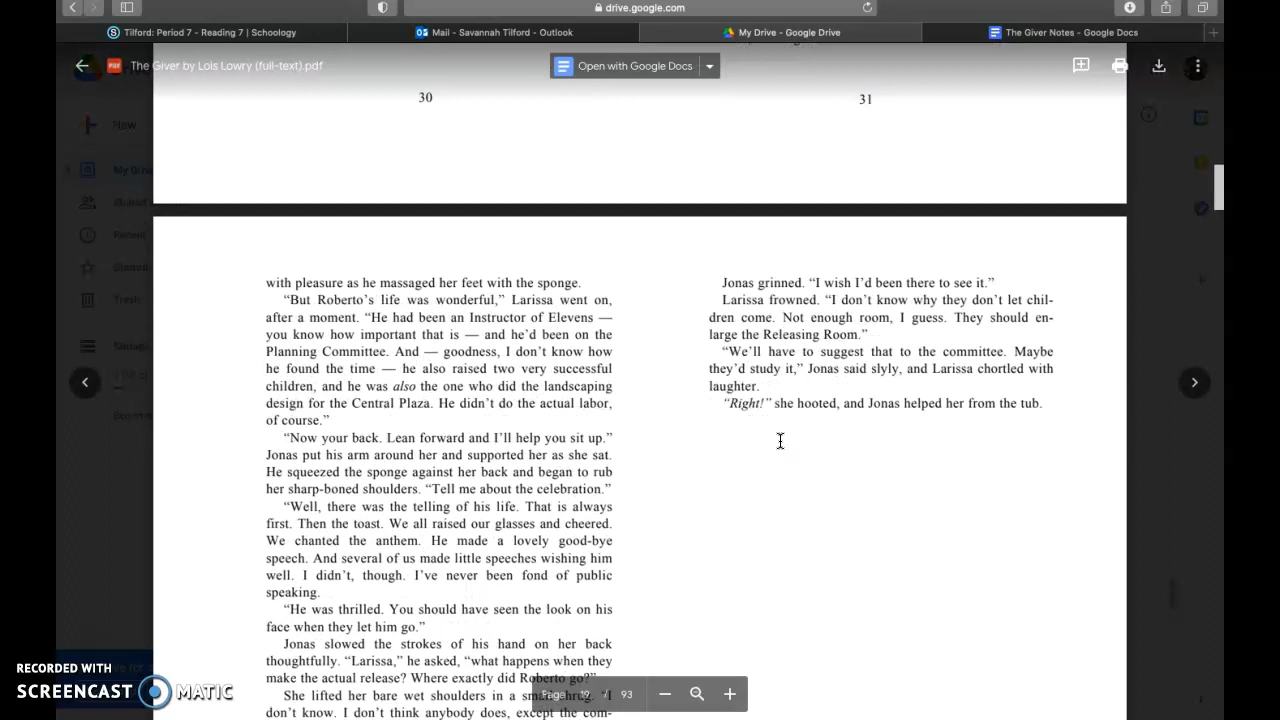 drive.google.com
Tilford: Period 7 - Reading 7 | Schoology
Mail - Savannah Tilford - Outlook
My Drive - Google Drive
The Giver Notes - Google Docs
PDF
The Giver by Lois Lowry (full-text).pdf
Open with Google Docs
30
31
New
My Drive
Recent
Starred
Trash
Storage
with pleasure as he massaged her feet with the sponge.
“But Roberto’s life was wonderful,” Larissa went on,
after a moment. “He had been an Instructor of Elevens —
you know how important that is — and he’d been on the
Planning Committee. And — goodness, I don’t know how
he found the time — he also raised two very successful
children, and he was also the one who did the landscaping
design for the Central Plaza. He didn’t do the actual labor,
of course.”
“Now your back. Lean forward and I’ll help you sit up.”
Jonas put his arm around her and supported her as she sat.
He squeezed the sponge against her back and began to rub
her sharp-boned shoulders. “Tell me about the celebration.”
“Well, there was the telling of his life. That is always
first. Then the toast. We all raised our glasses and cheered.
We chanted the anthem. He made a lovely good-bye
speech. And several of us made little speeches wishing him
well. I didn’t, though. I’ve never been fond of public
speaking.
“He was thrilled. You should have seen the look on his
face when they let him go.”
Jonas slowed the strokes of his hand on her back
thoughtfully. “Larissa,” he asked, “what happens when they
make the actual release? Where exactly did Roberto go?”
She lifted her bare wet shoulders in a small shrug. “I
don’t know. I don’t think anybody does, except the com-
Jonas grinned. “I wish I’d been there to see it.”
Larissa frowned. “I don’t know why they don’t let chil-
dren come. Not enough room, I guess. They should en-
large the Releasing Room.”
“We’ll have to suggest that to the committee. Maybe
they’d study it,” Jonas said slyly, and Larissa chortled with
laughter.
“Right!” she hooted, and Jonas helped her from the tub.
Page 19 / 93
RECORDED WITH
SCREENCAST MATIC